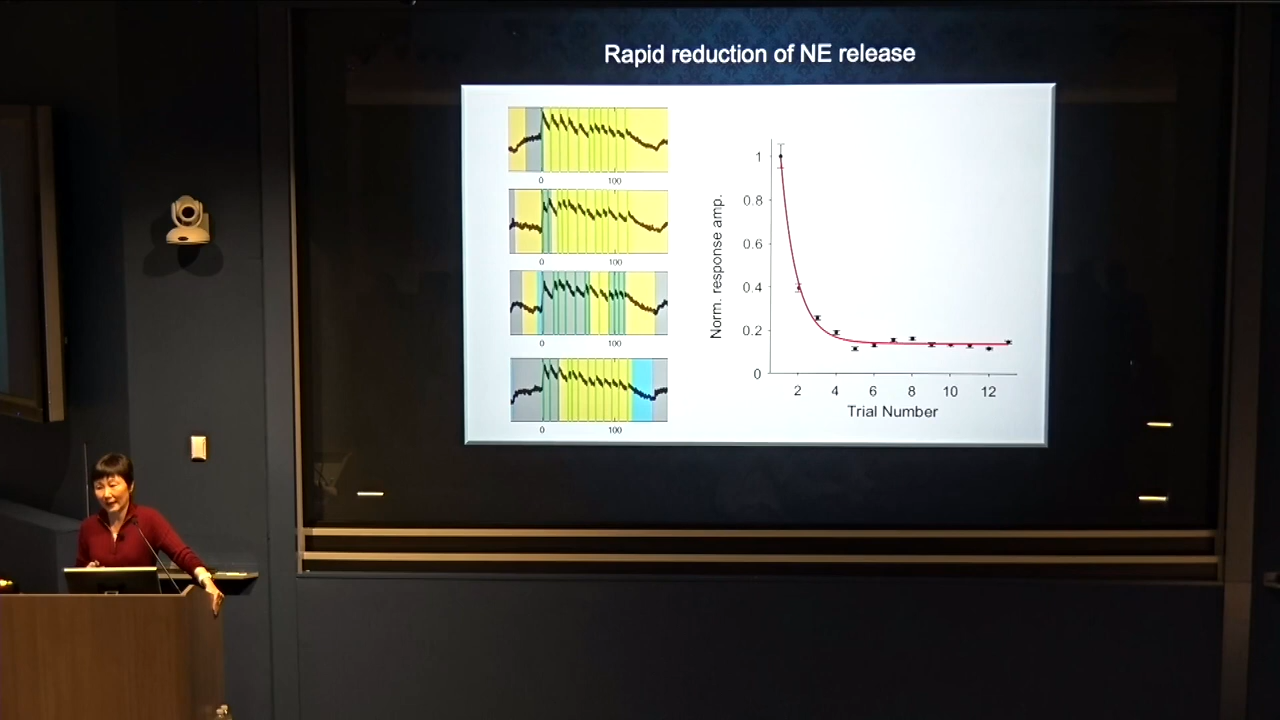 Rapid reduction of NE release
0 100
0 100
0 100
0 100
Norm. response amp.
1
0.8
0.6
0.4
0.2
0
2 4 6 8 10 12
Trial Number